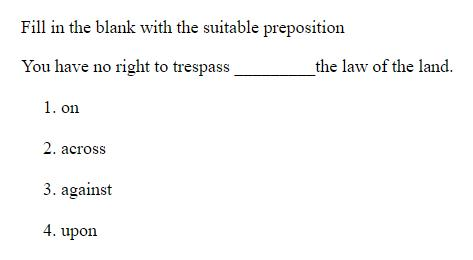 Fill in the blank with the suitable preposition
You have no right to trespass _________the law of the land.
1. on
2. across
3. against
4. upon